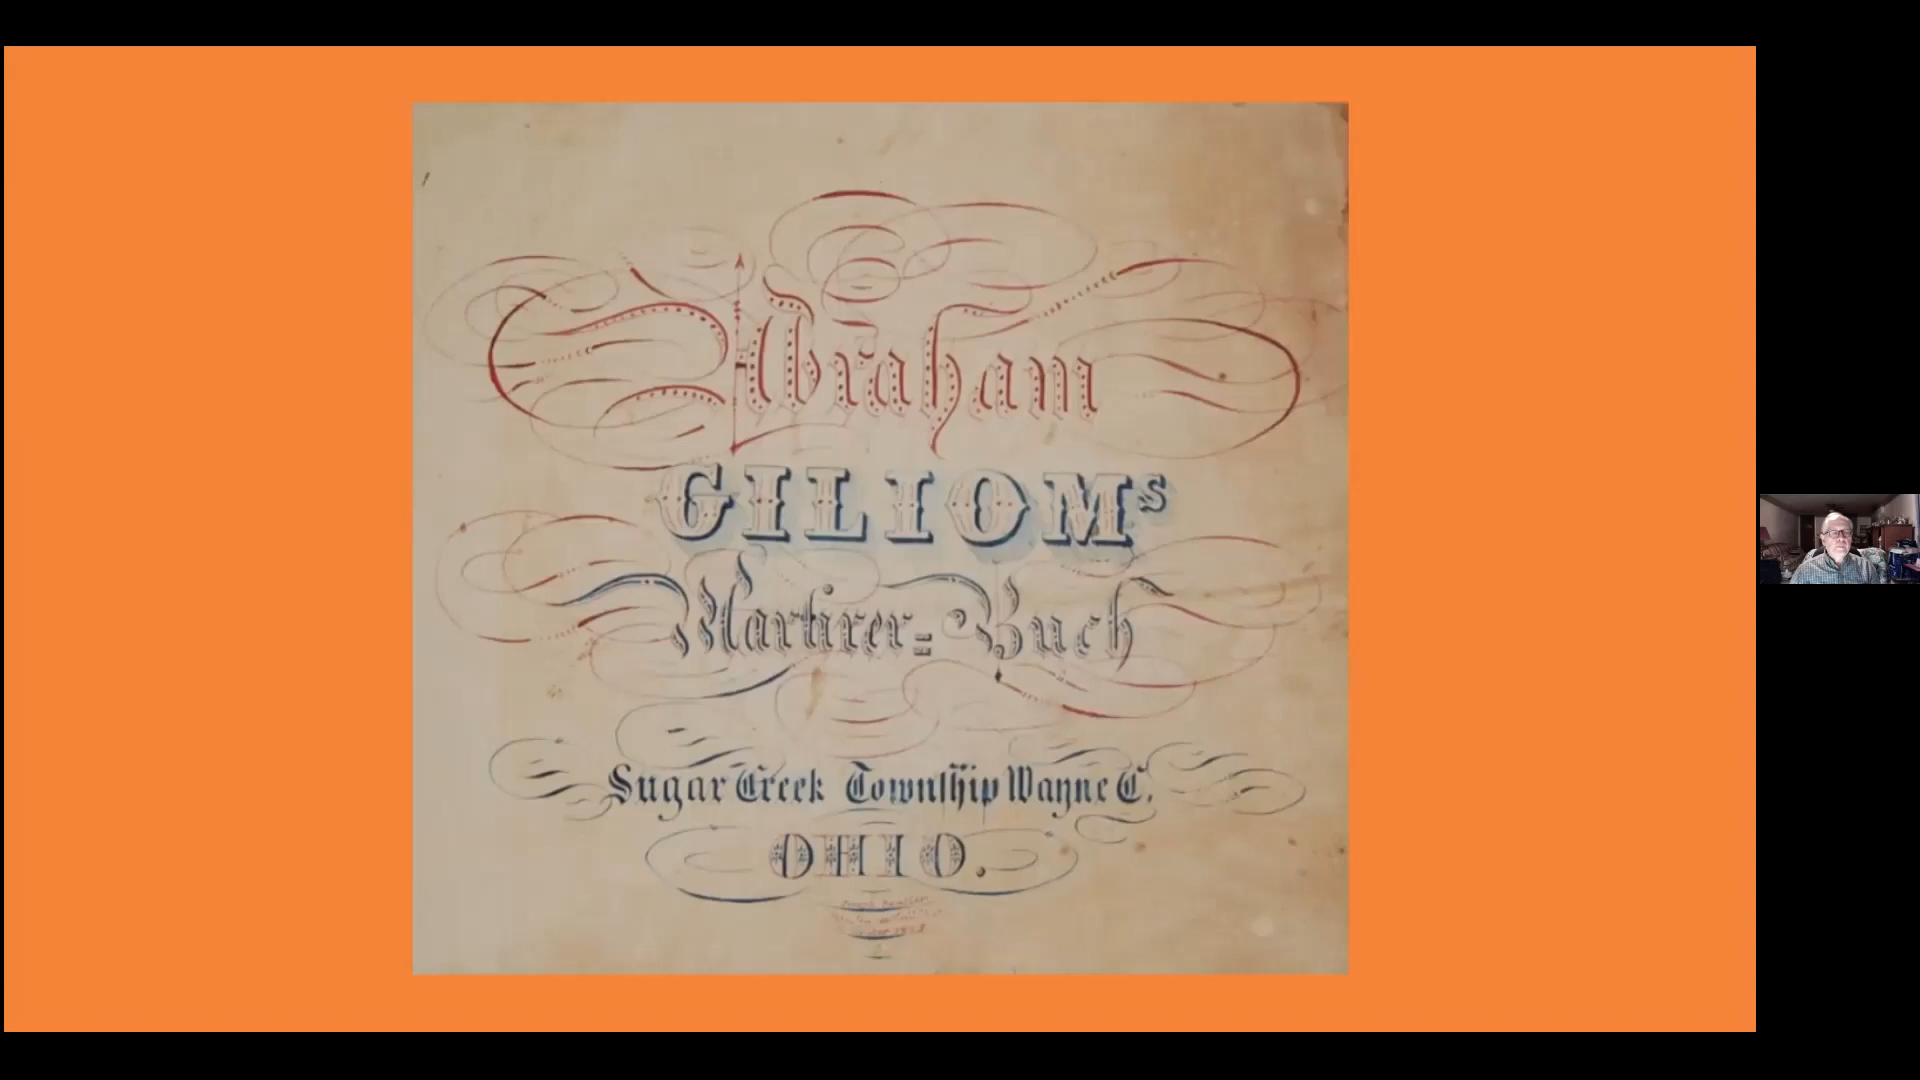 Abraham
GILIOMs
Martirer= Buch
Sugar Creek Townſhip Wayne C.
OHIO.